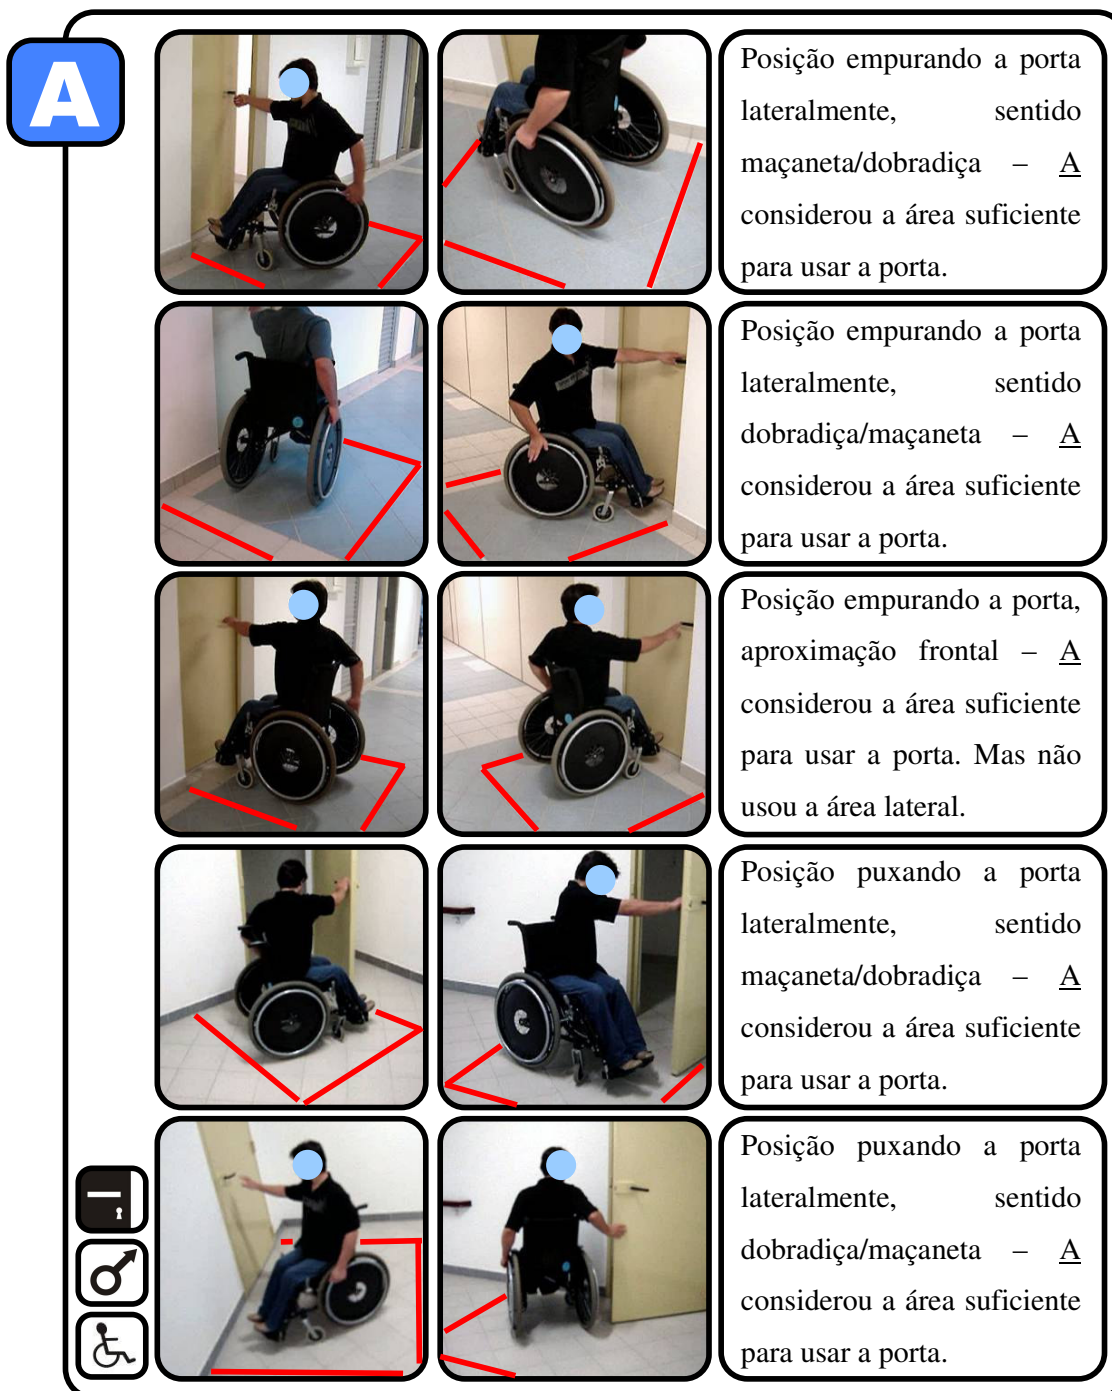 A
Posição empurando a porta
lateralmente, sentido
maçaneta/dobradiça – A
considerou a área suficiente
para usar a porta.
Posição empurando a porta
lateralmente, sentido
dobradiça/maçaneta – A
considerou a área suficiente
para usar a porta.
Posição empurando a porta,
aproximação frontal – A
considerou a área suficiente
para usar a porta. Mas não
usou a área lateral.
Posição puxando a porta
lateralmente, sentido
maçaneta/dobradiça – A
considerou a área suficiente
para usar a porta.
Posição puxando a porta
lateralmente, sentido
dobradiça/maçaneta – A
considerou a área suficiente
para usar a porta.